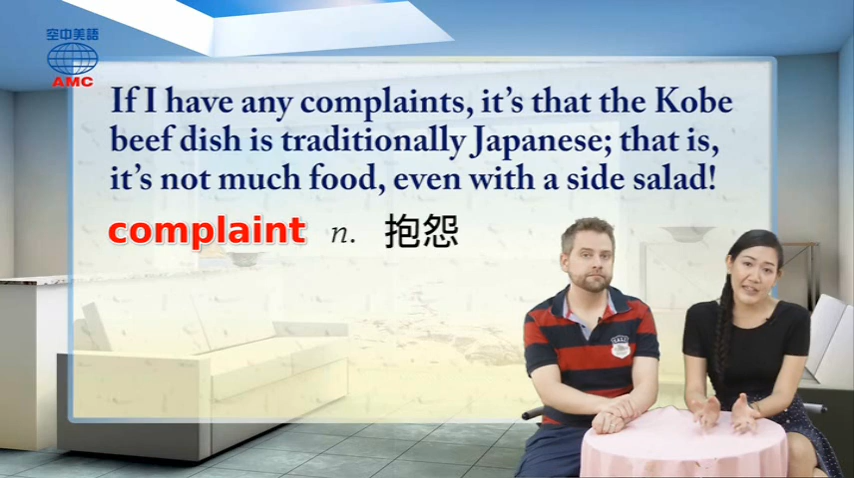 空中美語
AMC
If I have any complaints, it's that the Kobe
beef dish is traditionally Japanese; that is,
it's not much food, even with a side salad!
complaint n. 抱怨